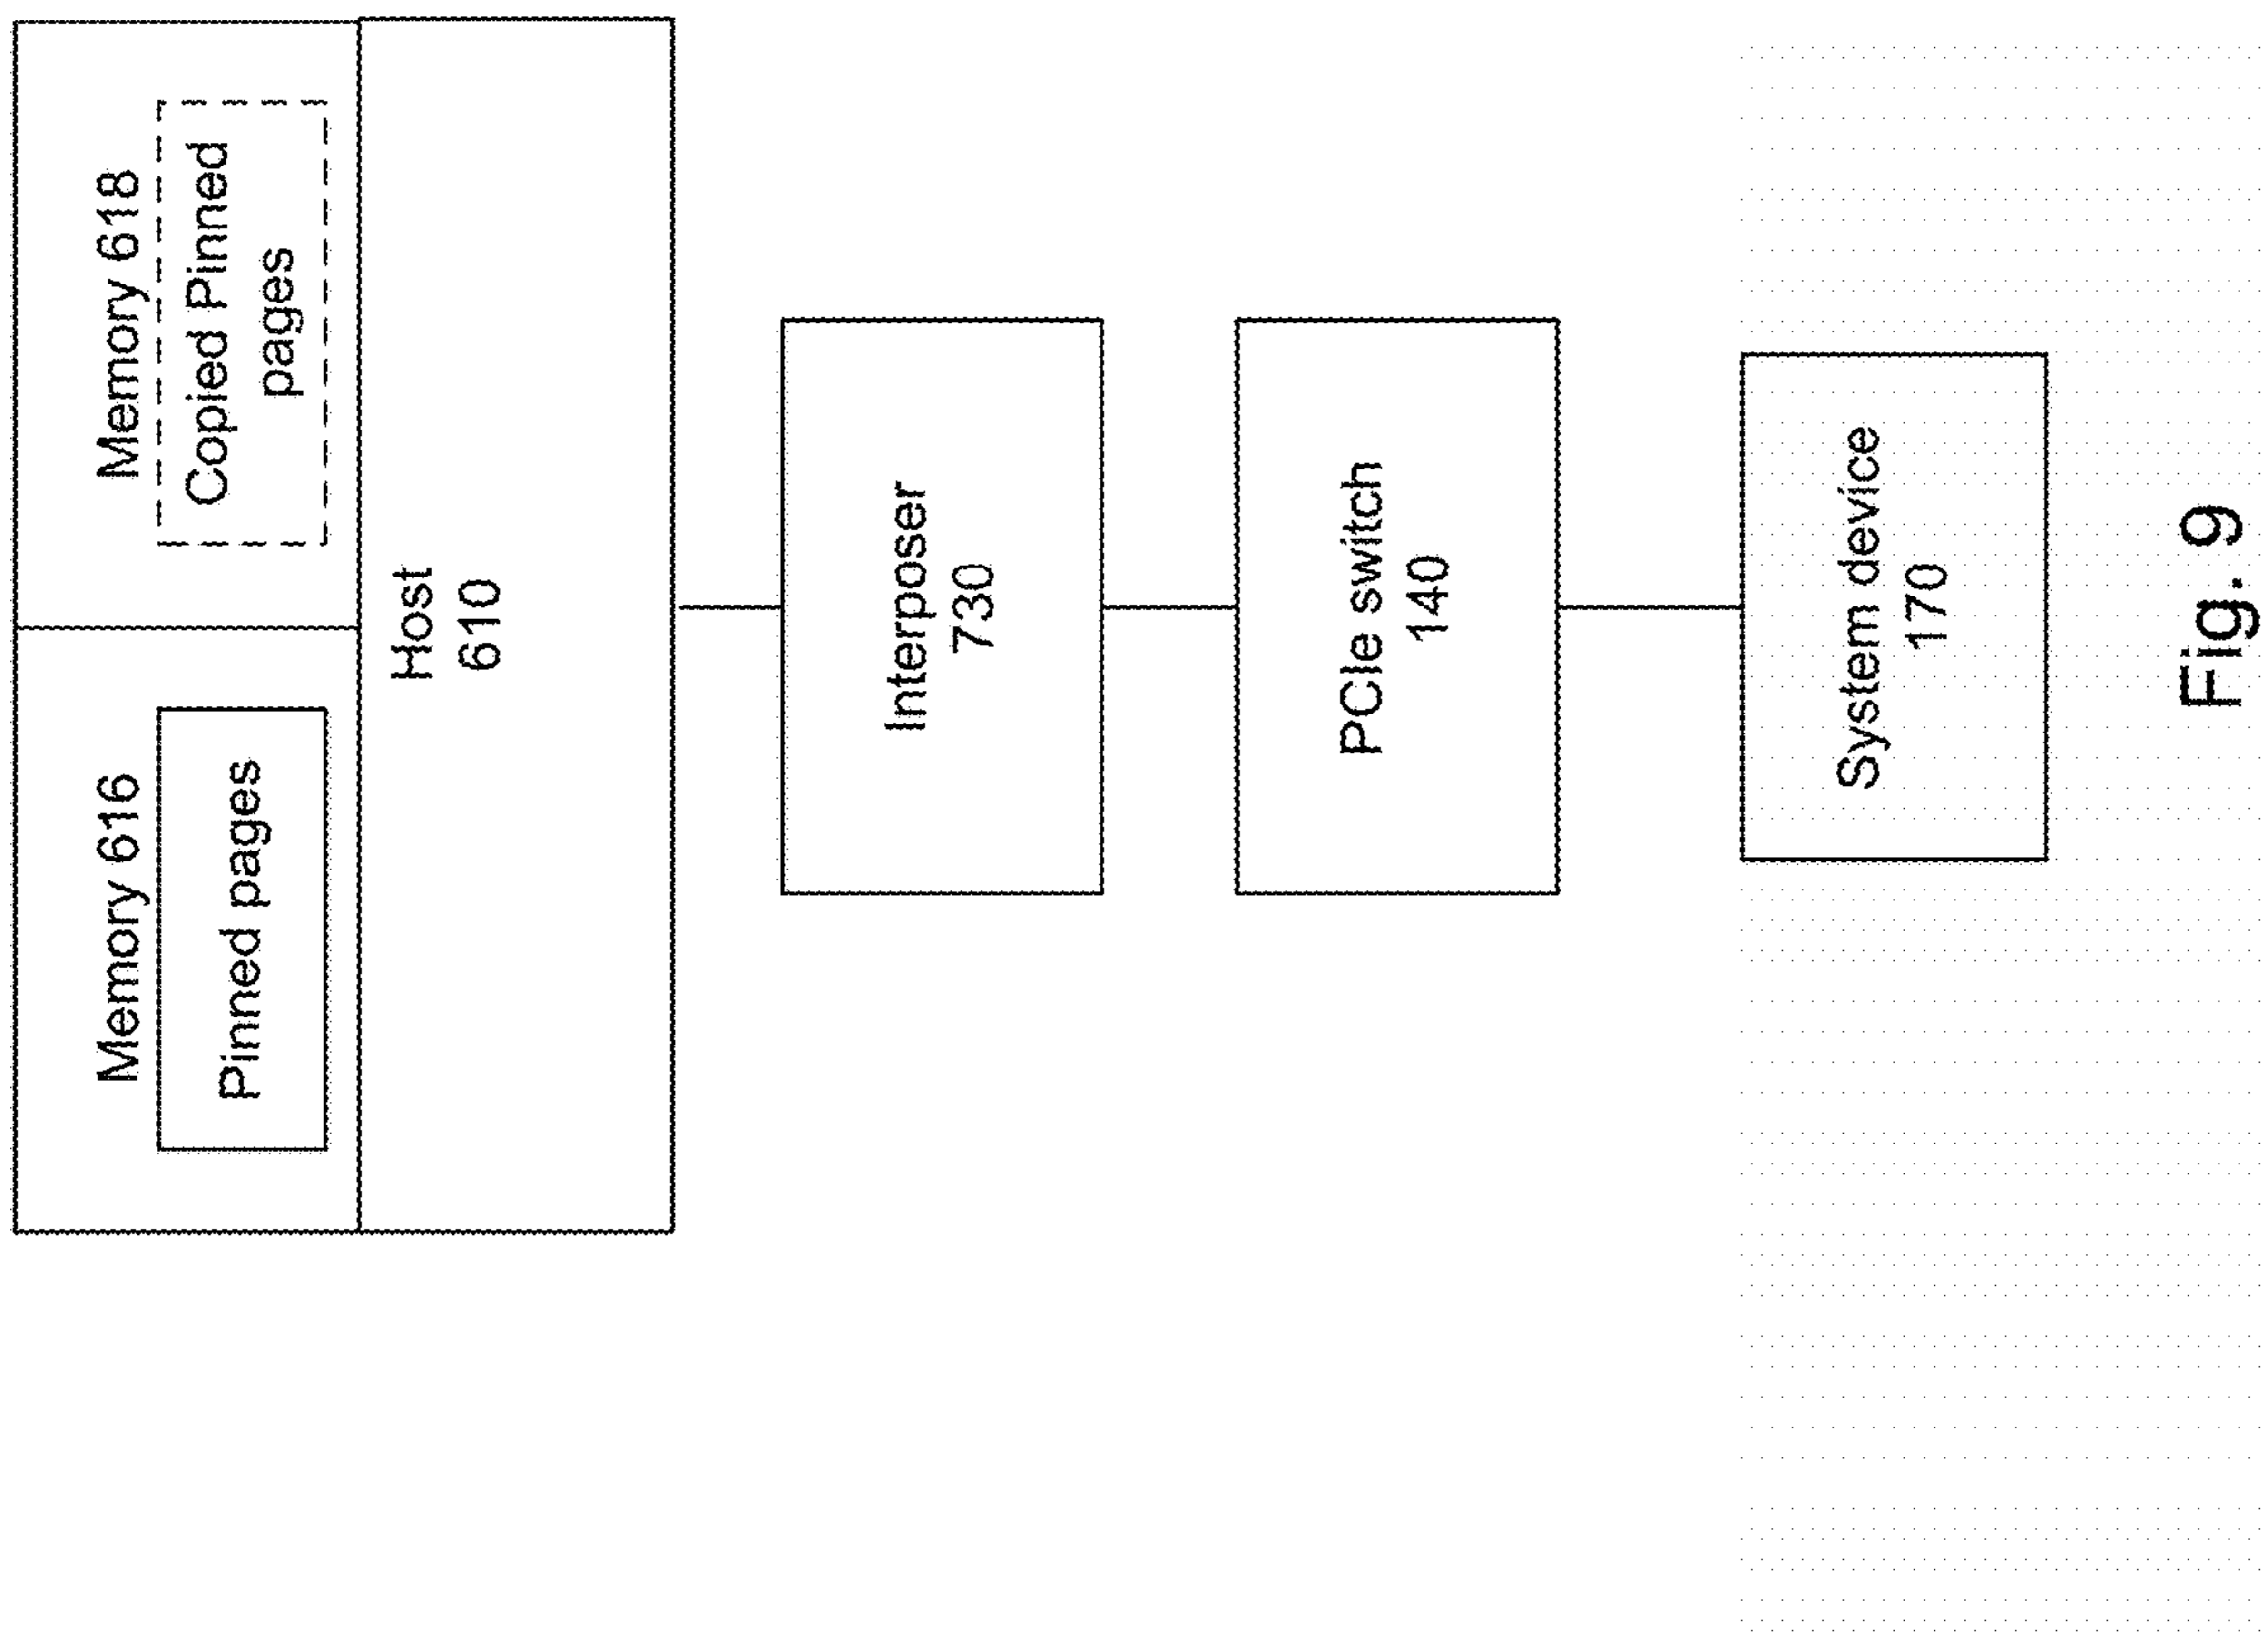 Memory 616
Pinned pages
Memory 618
Copied Pinned
pages
Host
610
Interposer
730
PCIe switch
140
System device
170
Fig. 9